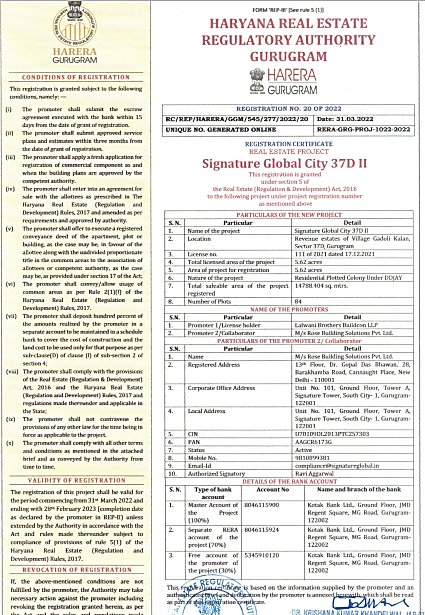 HARERA
GURUGRAM
CONDITIONS OF REGISTRATION
This registration is granted subject to the following
conditions, namely: —
(i) The promoter shall submit the escrow
agreement executed with the bank within 15
days from the date of grant of registration.
(ii) The promoter shall submit approved service
plans and estimates within three months from
the date of grant of registration.
(iii) The promoter shall apply a fresh application for
registration of commercial component as and
when the building plans are approved by the
competent authority.
(iv) The promoter shall enter into an agreement for
sale with the allottees as prescribed in The
Haryana Real Estate (Regulation and
Development) Rules, 2017 and amended as per
requirements and approved by authority.
(v) The promoter shall offer to execute a registered
conveyance deed of the apartment, plot or
building, as the case may be, in favour of the
allottee along with the undivided proportionate
title in the common areas to the association of
allottees or competent authority, as the case may
be, as provided under section 17 of the Act;
(vi) The promoter shall convey/allow usage of
common areas as per Rule 2(1)(f) of the
Haryana Real Estate (Regulation and
Development) Rules, 2017.
(vii) The promoter shall deposit hundred percent of
the amounts realized by the promoter in a
separate account to be maintained in a schedule
bank to cover the cost of construction and the
land cost to be used only for that purpose as per
sub-clause(D) of clause (l) of sub-section 2 of
section 4;
(viii) The promoter shall comply with the provisions
of the Real Estate (Regulation & Development)
Act, 2016 and the Haryana Real Estate
(Regulation and Development) Rules, 2017 and
regulations made thereunder and applicable in
the State;
(ix) The promoter shall not contravene the
provisions of any other law for the time being in
force as applicable to the project.
(x) The promoter shall comply with all other terms
and conditions as mentioned in the attached
brief and as conveyed by the Authority from
time to time.
VALIDITY OF REGISTRATION
The registration of this project shall be valid for
the period commencing from 31st March 2022 and
ending with 28th February 2023 (completion date
as declared by the promoter in REP-II) unless
extended by the Authority in accordance with the
Act and rules made thereunder subject to
compliance of provisions of rule 5(1) of the
Haryana Real Estate (Regulation and
Development) Rules, 2017.
REVOCATION OF REGISTRATION
If, the above-mentioned conditions are not
fulfilled by the promoter, the Authority may take
necessary action against the promoter including
revoking the registration granted herein, as per
FORM 'REP-III' [See rule 5 (1)]
HARYANA REAL ESTATE
REGULATORY AUTHORITY
GURUGRAM
HARERA
GURUGRAM
REGISTRATION NO. 20 OF 2022
RC/REP/HARERA/GGM/545/277/2022/20 Date: 31.03.2022
UNIQUE NO. GENERATED ONLINE RERA-GRG-PROJ-1022-2022
REGISTRATION CERTIFICATE
REAL ESTATE PROJECT
Signature Global City 37D II
This registration is granted
under section 5 of
the Real Estate (Regulation & Development) Act, 2016
to the following project under project registration number
as mentioned above
PARTICULARS OF THE NEW PROJECT
S. N. Particular Detail
1. Name of the project Signature Global City 37D II
2. Location Revenue estates of Village Gadoli Kalan,
Sector 37D, Gurugram
3. License no. 111 of 2021 dated 17.12.2021
4. Total licensed area of the project 5.62 acres
5. Area of project for registration 5.62 acres
6. Nature of the project Residential Plotted Colony Under DDJAY
7. Total saleable area of the project
registered 14788.404 sq. mtrs.
8. Number of Plots 84
NAME OF THE PROMOTERS
S. N. Particular Detail
1. Promoter 1/License holder Lalwani Brothers Buildcon LLP
2. Promoter 2/Collaborator M/s Rose Building Solutions Pvt. Ltd.
PARTICULARS OF THE PROMOTER 2/ Collaborator
S. N. Particular Detail
1. Name M/s Rose Building Solutions Pvt. Ltd.
2. Registered Address 13th Floor, Dr. Gopal Das Bhawan, 28,
Barakhamba Road, Connaught Place, New
Delhi - 110001
3. Corporate Office Address Unit No. 101, Ground Floor, Tower A,
Signature Tower, South City-1, Gurugram-
122001
4. Local Address Unit No. 101, Ground Floor, Tower A,
Signature Tower, South City-1, Gurugram-
122001
5. CIN U70109DL2013PTC257303
6. PAN AAGCR6173G
7. Status Active
8. Mobile No. 9810899381
9. Email-Id compliance@signatureglobal.in
10. Authorized Signatory Ravi Aggarwal
DETAILS OF THE BANK ACCOUNT
S. N. Type of bank
account Account No Name and branch of the bank
1. Master Account of
the Project
(100%) 8046115900 Kotak Bank Ltd., Ground Floor, JMD
Regent Square, MG Road, Gurugram-
122002
2. Separate RERA
account of the
project (70%) 8046115924 Kotak Bank Ltd., Ground Floor, JMD
Regent Square, MG Road, Gurugram-
122002
3. Free account of
the promoter of
the project (30%) 5345910120 Kotak Bank Ltd., Ground Floor, JMD
Regent Square, MG Road, Gurugram-
122002
This registration certificate is based on the information supplied by the promoter and an